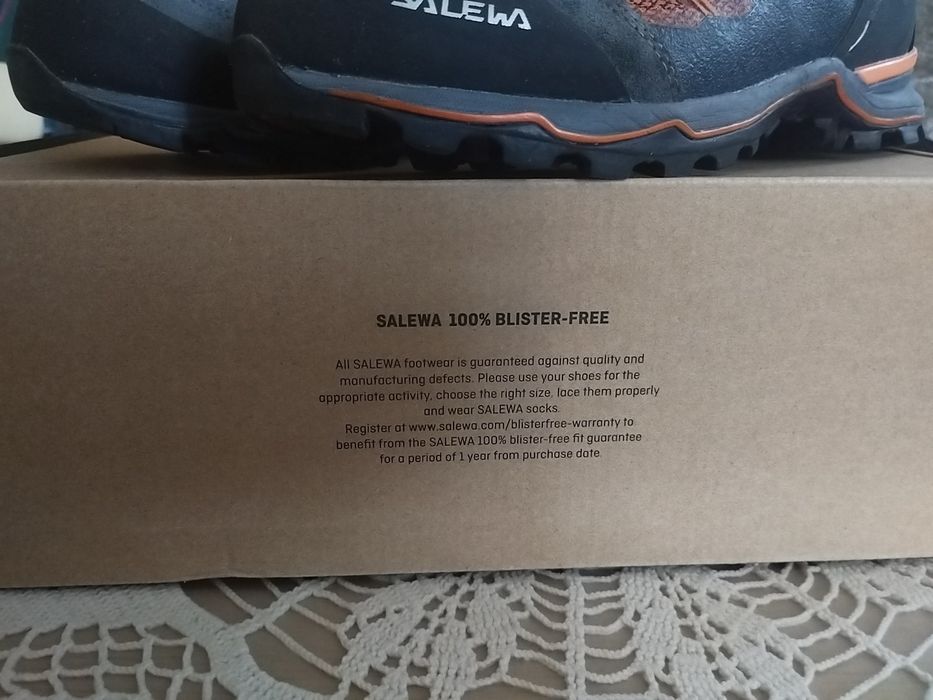 SALEWA
SALEWA 100% BLISTER-FREE
All SALEWA footwear is guaranteed against quality and
manufacturing defects. Please use your shoes for the
appropriate activity, choose the right size, lace them properly
and wear SALEWA socks.
Register at www.salewa.com/blisterfree-warranty to
benefit from the SALEWA 100% blister-free fit guarantee
for a period of 1 year from purchase date.